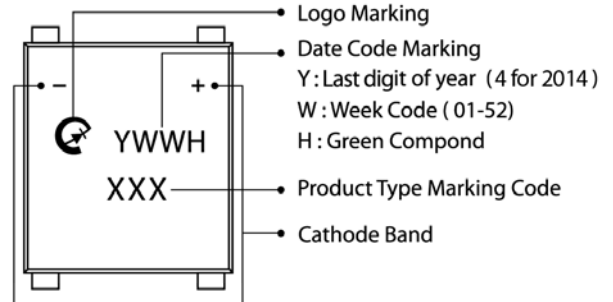 Logo Marking
Date Code Marking
Y : Last digit of year ( 4 for 2014 )
W : Week Code ( 01-52)
H : Green Compond
Product Type Marking Code
Cathode Band
- +
YWWH
XXX